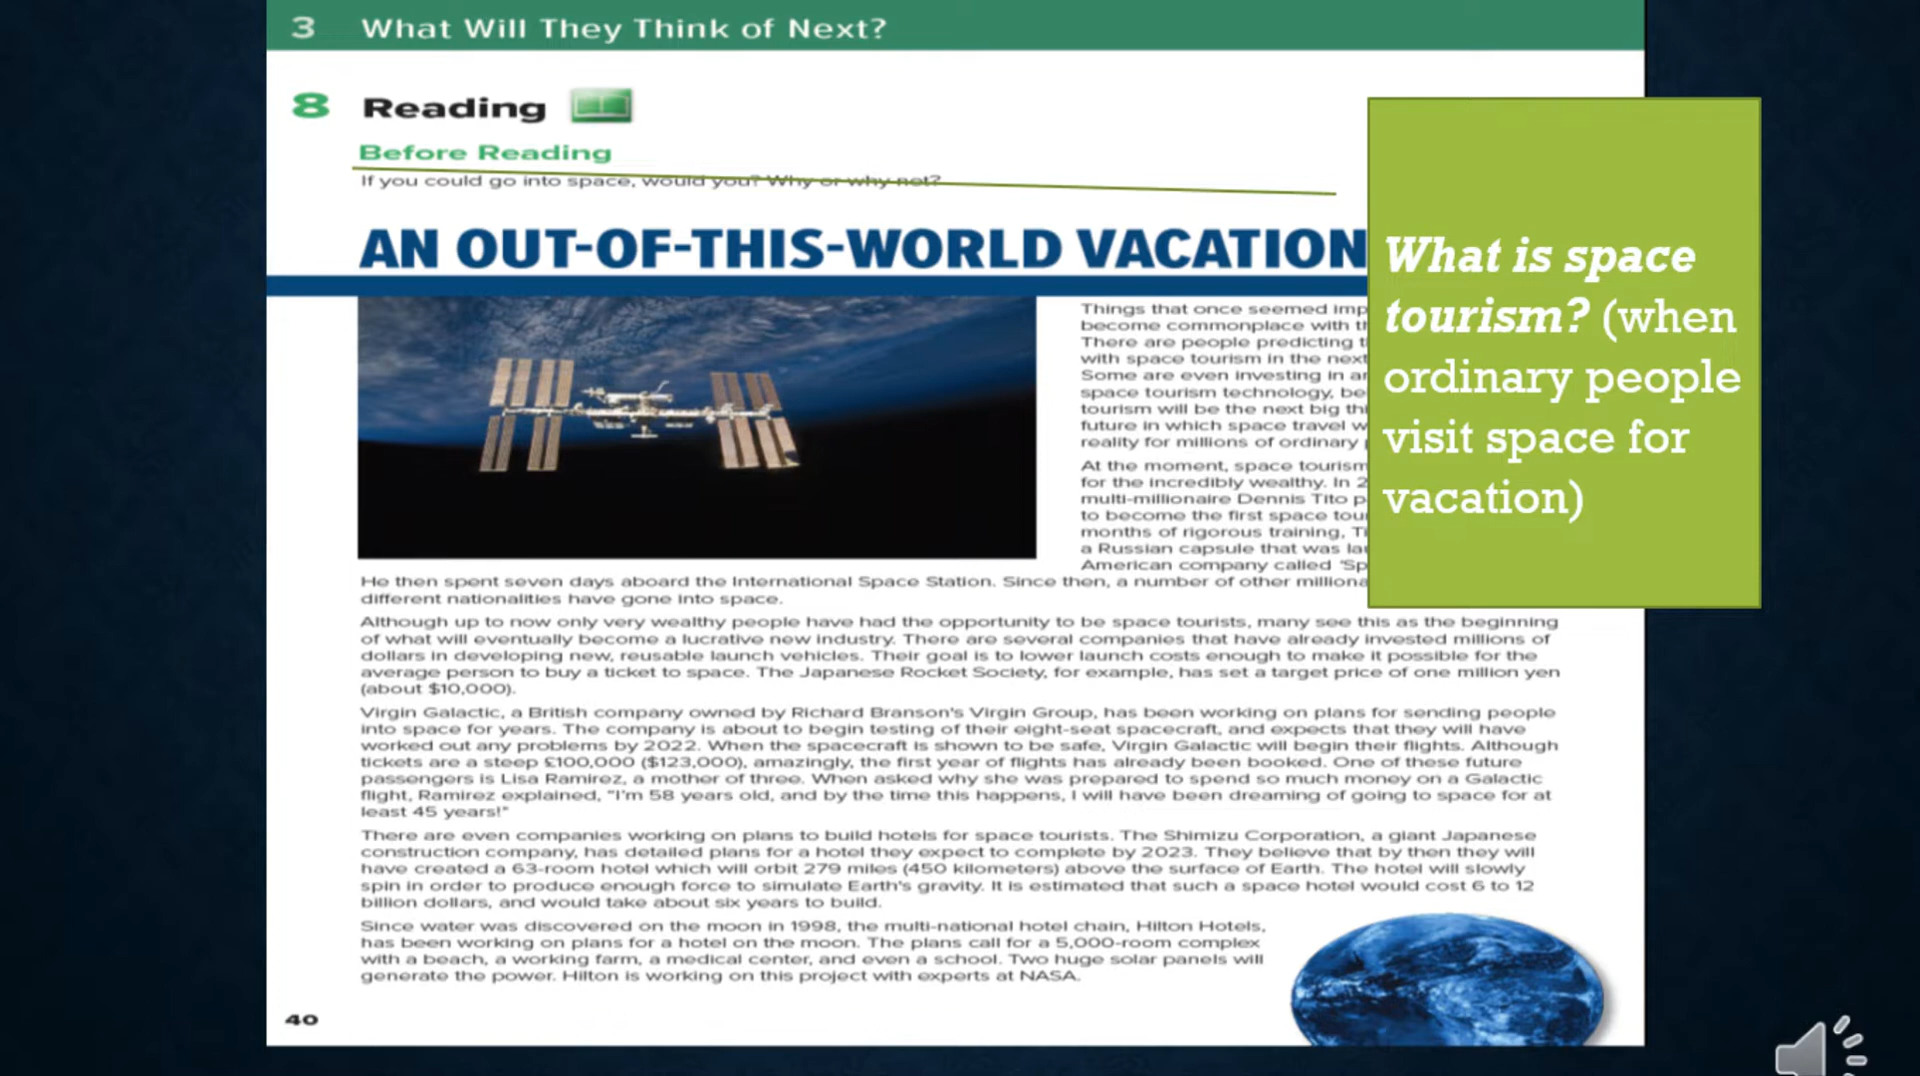 3 What Will They Think of Next?
8 Reading
Before Reading
If you could go into space, would you? Why or why not?
AN OUT-OF-THIS-WORLD VACATION
Things that once seemed
become commonplace with
There are people predicting
with space tourism in the next
Some are even investing in
space tourism technology,
tourism will be the next big
future in which space travel
reality for millions of ordinary
At the moment, space tourism
for the incredibly wealthy. In
multi-millionaire Dennis Tito
to become the first space
months of rigorous training,
a Russian capsule that was
American company called
He then spent seven days aboard the International Space Station. Since then, a number of other
different nationalities have gone into space.
Although up to now only very wealthy people have had the opportunity to be space tourists, many see this as the beginning
of what will eventually become a lucrative new industry. There are several companies that have already invested millions of
dollars in developing new, reusable launch vehicles. Their goal is to lower launch costs enough to make it possible for the
average person to buy a ticket to space. The Japanese Rocket Society, for example, has set a target price of one million yen
(about $10,000).
Virgin Galactic, a British company owned by Richard Branson's Virgin Group, has been working on plans for sending people
into space for years. The company is about to begin testing of their eight-seat spacecraft, and expects that they will have
worked out any problems by 2022. When the spacecraft is shown to be safe, Virgin Galactic will begin their flights. Although
tickets are a steep £100,000 ($123,000), amazingly, the first year of flights has already been booked. One of these future
passengers is Lisa Ramirez, a mother of three. When asked why she was prepared to spend so much money on a Galactic
flight, Ramirez explained, "I'm 58 years old, and by the time this happens, I will have been dreaming of going to space for at
least 45 years!"
There are even companies working on plans to build hotels for space tourists. The Shimizu Corporation, a giant Japanese
construction company, has detailed plans for a hotel they expect to complete by 2023. They believe that by then they will
have created a 63-room hotel which will orbit 279 miles (450 kilometers) above the surface of Earth. The hotel will slowly
spin in order to produce enough force to simulate Earth's gravity. It is estimated that such a space hotel would cost 6 to 12
billion dollars, and would take about six years to build.
Since water was discovered on the moon in 1998, the multi-national hotel chain, Hilton Hotels,
has been working on plans for a hotel on the moon. The plans call for a 5,000-room complex
with a beach, a working farm, a medical center, and even a school. Two huge solar panels will
generate the power. Hilton is working on this project with experts at NASA.
40
What is space
tourism? (when
ordinary people
visit space for
vacation)